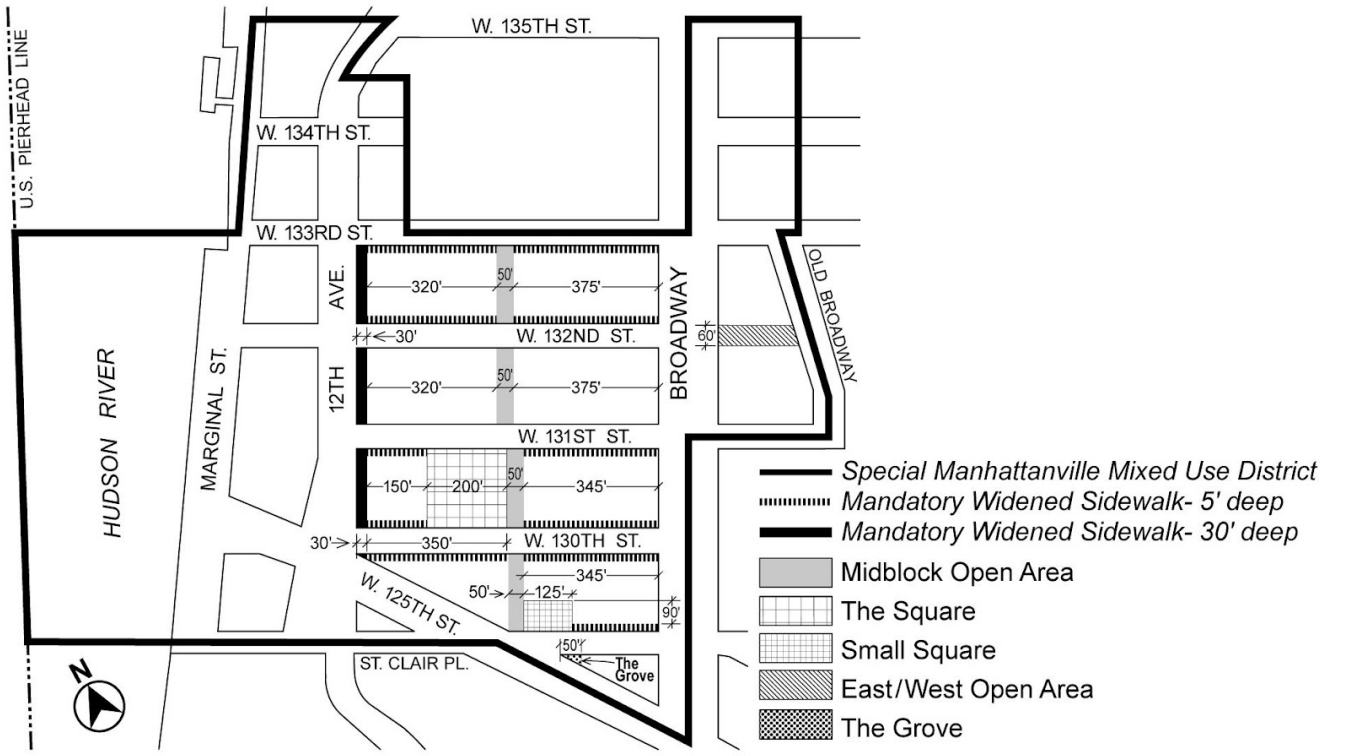 U.S. PIERHEAD LINE
W. 135TH ST.
W. 134TH ST.
W. 133RD ST.
320'
50'
375'
AVE.
30'
W. 132ND ST.
BROADWAY
60'
OLD BROADWAY
HUDSON RIVER
MARGINAL ST.
12TH
320'
50'
375'
W. 131ST ST.
150'
200'
50'
345'
30'
350'
W. 130TH ST.
345'
50'
125'
90'
W. 125TH ST.
50'
The
Grove
ST. CLAIR PL.
N
Special Manhattanville Mixed Use District
Mandatory Widened Sidewalk- 5' deep
Mandatory Widened Sidewalk- 30' deep
Midblock Open Area
The Square
Small Square
East/West Open Area
The Grove